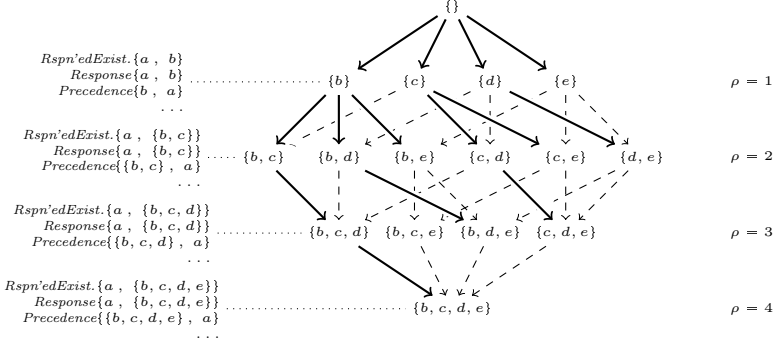 {}
Rspn'edExist.{a , b}
Response{a , b}
Precedence{b , a}
. . .
{b} {c} {d} {e} ρ = 1
Rspn'edExist.{a , {b, c}}
Response{a , {b, c}}
Precedence{{b, c} , a}
. . .
{b, c} {b, d} {b, e} {c, d} {c, e} {d, e} ρ = 2
Rspn'edExist.{a , {b, c, d}}
Response{a , {b, c, d}}
Precedence{{b, c, d} , a}
. . .
{b, c, d} {b, c, e} {b, d, e} {c, d, e} ρ = 3
Rspn'edExist.{a , {b, c, d, e}}
Response{a , {b, c, d, e}}
Precedence{{b, c, d, e} , a}
. . .
{b, c, d, e} ρ = 4